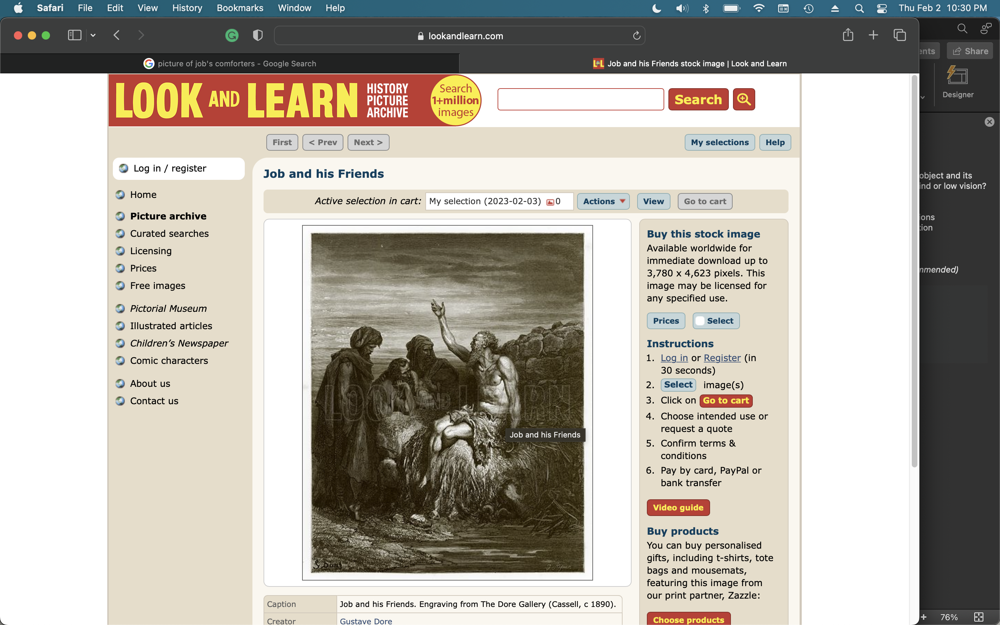 Safari File Edit View History Bookmarks Window Help Thu Feb 2 10:30 PM
lookandlearn.com
picture of job's comforters - Google Search
Job and his Friends stock image | Look and Learn
LOOK AND LEARN
HISTORY
PICTURE
ARCHIVE
Search
1+million
images
Search
First
< Prev
Next >
My selections
Help
Log in / register
Home
Picture archive
Curated searches
Licensing
Prices
Free images
Pictorial Museum
Illustrated articles
Children's Newspaper
Comic characters
About us
Contact us
Job and his Friends
Active selection in cart: My selection (2023-02-03) 0 Actions View Go to cart
LOOK AND LEARN
Job and his Friends
Buy this stock image
Available worldwide for
immediate download up to
3,780 x 4,623 pixels. This
image may be licensed for
any specified use.
Prices
Select
Instructions
1. Log in or Register (in
30 seconds)
2. Select image(s)
3. Click on Go to cart
4. Choose intended use or
request a quote
5. Confirm terms &
conditions
6. Pay by card, PayPal or
bank transfer
Video guide
Buy products
You can buy personalised
gifts, including t-shirts, tote
bags and mousemats,
featuring this image from
our print partner, Zazzle:
Choose products
Caption Job and his Friends. Engraving from The Dore Gallery (Cassell, c 1890).
Creator Gustave Dore
ents
Share
Designer
object and its
ind or low vision?
ions
tion
mmended)
76%